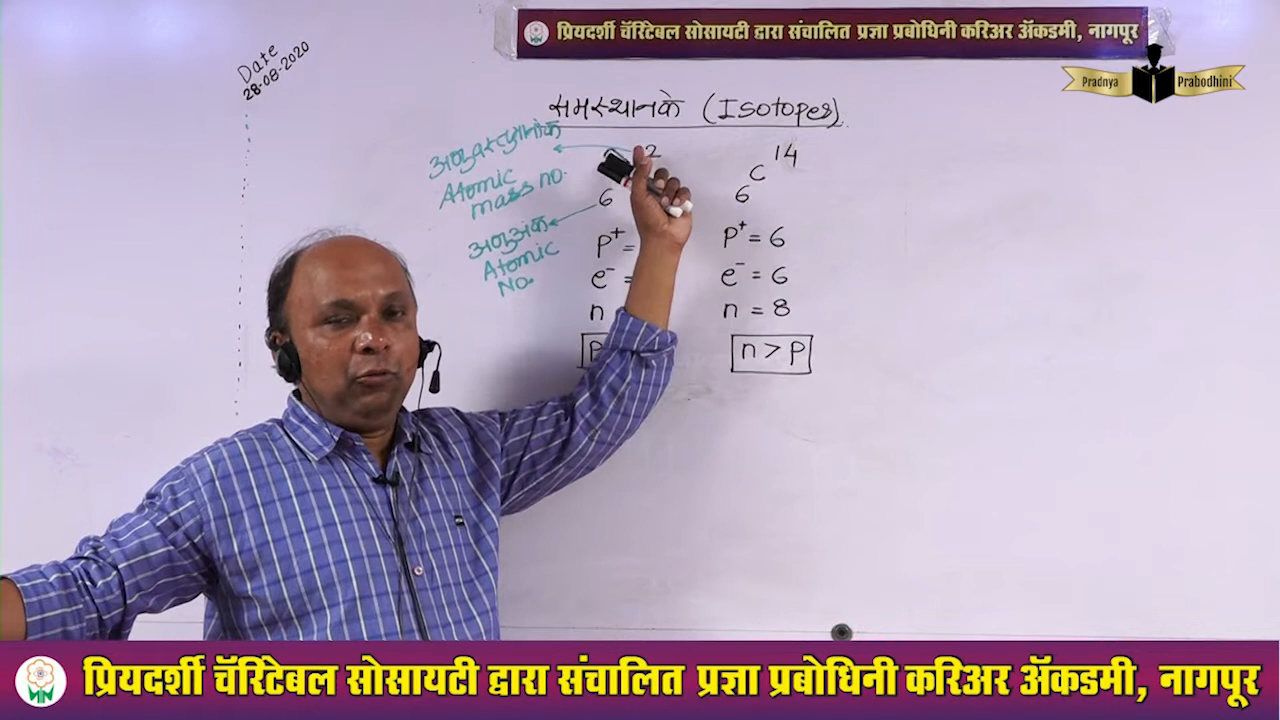 प्रियदर्शी चॅरिटेबल सोसायटी द्वारा संचालित प्रज्ञा प्रबोधिनी करिअर ॲकडमी, नागपूर
Pradnya Prabodhini
Date
28-08-2020
समस्थानके (Isotopes)
Atomic
mass no.
अणुअंक
Atomic
No.
2
6
P⁺ =
e⁻ =
n
P
14
C
6
P⁺ = 6
e⁻ = 6
n = 8
n > P
प्रियदर्शी चॅरिटेबल सोसायटी द्वारा संचालित प्रज्ञा प्रबोधिनी करिअर ॲकडमी, नागपूर